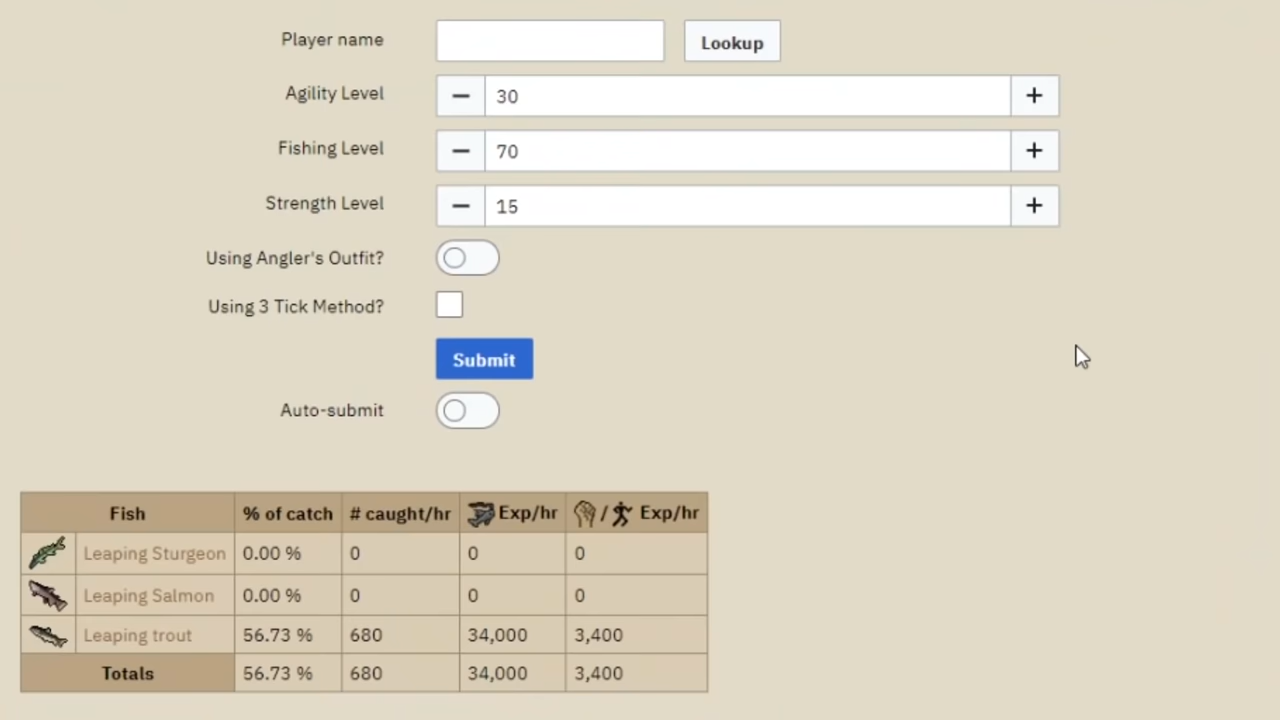 Player name Lookup
Agility Level − 30 +
Fishing Level − 70 +
Strength Level − 15 +
Using Angler's Outfit?
Using 3 Tick Method?
Submit
Auto-submit
Fish % of catch # caught/hr Exp/hr / Exp/hr
Leaping Sturgeon 0.00 % 0 0 0
Leaping Salmon 0.00 % 0 0 0
Leaping trout 56.73 % 680 34,000 3,400
Totals 56.73 % 680 34,000 3,400